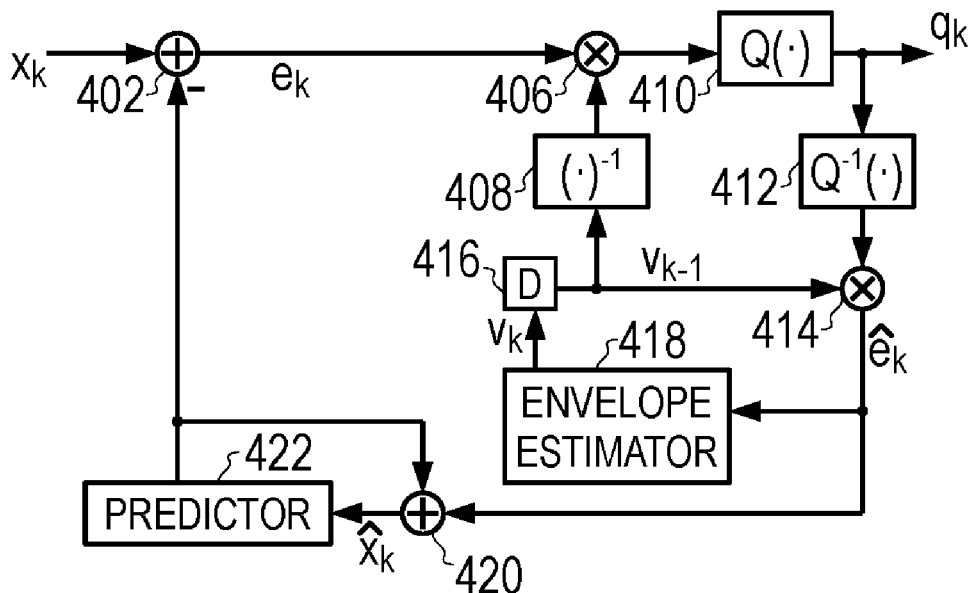 x_k
402
-
e_k
406
410
Q(·)
q_k
408
(·)⁻¹
412
Q⁻¹(·)
416
D
v_{k-1}
414
v_k
418
ê_k
ENVELOPE
ESTIMATOR
422
PREDICTOR
x̂_k
420